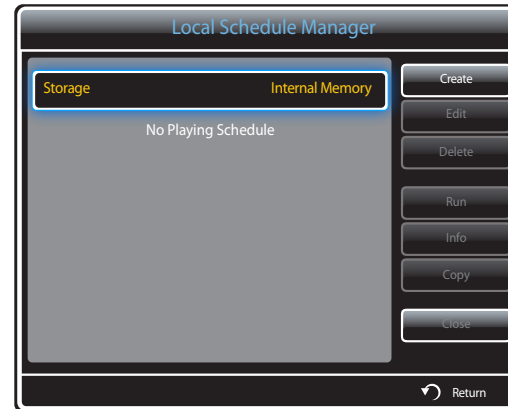 Local Schedule Manager
Storage Internal Memory
No Playing Schedule
Create
Edit
Delete
Run
Info
Copy
Close
Return